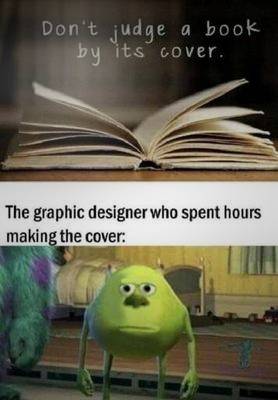 Don't judge a book
by its cover.
The graphic designer who spent hours
making the cover: